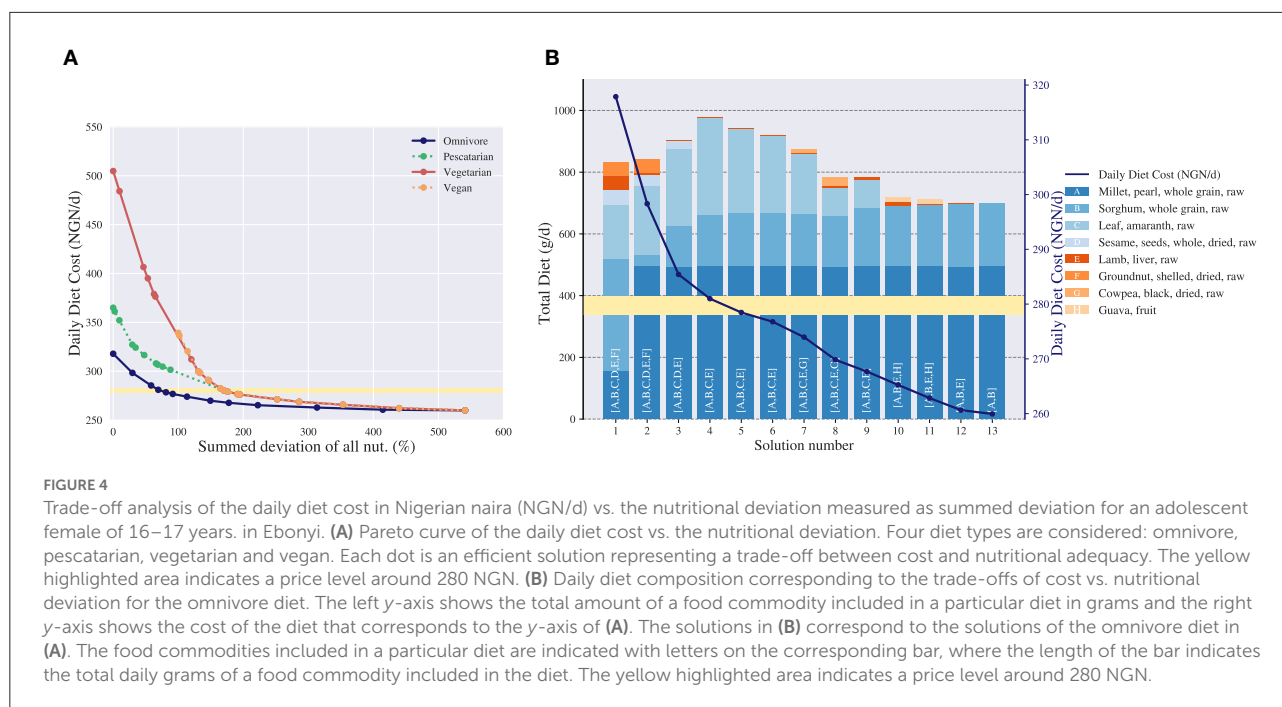 A
B
550
500
450
400
350
300
250
Daily Diet Cost (NGN/d)
Omnivore
Pescatarian
Vegetarian
Vegan
0 100 200 300 400 500 600
Summed deviation of all nut. (%)
1000
800
600
400
200
0
Total Diet (g/d)
[A,B,C,D,E,F]
[A,B,C,D,E,F]
[A,B,C,D,E]
[A,B,C,E]
[A,B,C,E]
[A,B,C,E]
[A,B,C,E,G]
[A,B,C,E,G]
[A,B,C,E]
[A,B,E,H]
[A,B,E,H]
[A,B,E]
[A,B]
1 2 3 4 5 6 7 8 9 10 11 12 13
Solution number
320
310
300
290
280
270
260
Daily Diet Cost (NGN/d)
Daily Diet Cost (NGN/d)
A Millet, pearl, whole grain, raw
B Sorghum, whole grain, raw
C Leaf, amaranth, raw
D Sesame, seeds, whole, dried, raw
E Lamb, liver, raw
F Groundnut, shelled, dried, raw
G Cowpea, black, dried, raw
H Guava, fruit
FIGURE 4
Trade-off analysis of the daily diet cost in Nigerian naira (NGN/d) vs. the nutritional deviation measured as summed deviation for an adolescent
female of 16–17 years. in Ebonyi. (A) Pareto curve of the daily diet cost vs. the nutritional deviation. Four diet types are considered: omnivore,
pescatarian, vegetarian and vegan. Each dot is an efficient solution representing a trade-off between cost and nutritional adequacy. The yellow
highlighted area indicates a price level around 280 NGN. (B) Daily diet composition corresponding to the trade-offs of cost vs. nutritional
deviation for the omnivore diet. The left y-axis shows the total amount of a food commodity included in a particular diet in grams and the right
y-axis shows the cost of the diet that corresponds to the y-axis of (A). The solutions in (B) correspond to the solutions of the omnivore diet in
(A). The food commodities included in a particular diet are indicated with letters on the corresponding bar, where the length of the bar indicates
the total daily grams of a food commodity included in the diet. The yellow highlighted area indicates a price level around 280 NGN.